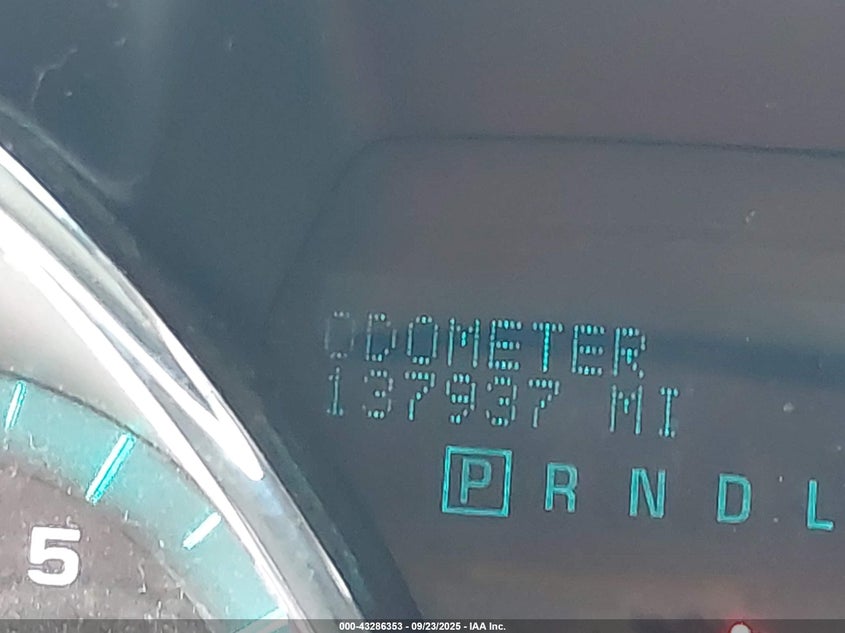 ODOMETER
137937 MI
P R N D L
5
000-43286353 - 09/23/2025 - IAA Inc.